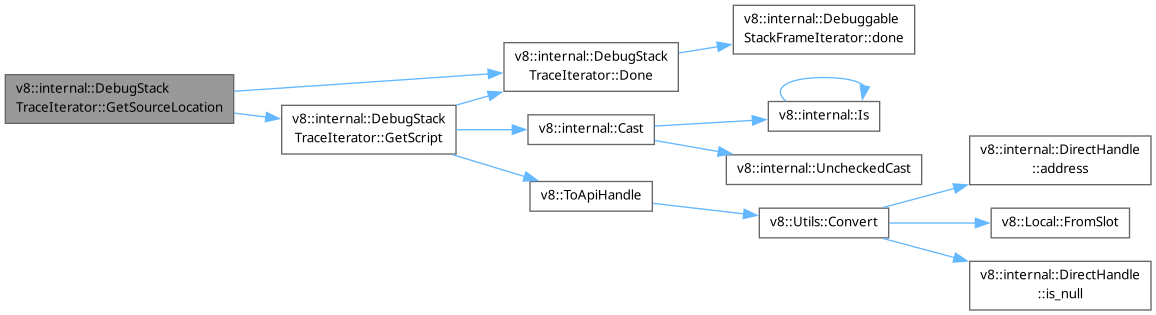 v8::internal::DebugStack
TraceIterator::GetSourceLocation
v8::internal::DebugStack
TraceIterator::GetScript
v8::internal::DebugStack
TraceIterator::Done
v8::internal::Debuggable
StackFrameIterator::done
v8::internal::Cast
v8::internal::Is
v8::internal::UncheckedCast
v8::ToApiHandle
v8::Utils::Convert
v8::internal::DirectHandle
::address
v8::Local::FromSlot
v8::internal::DirectHandle
::is_null